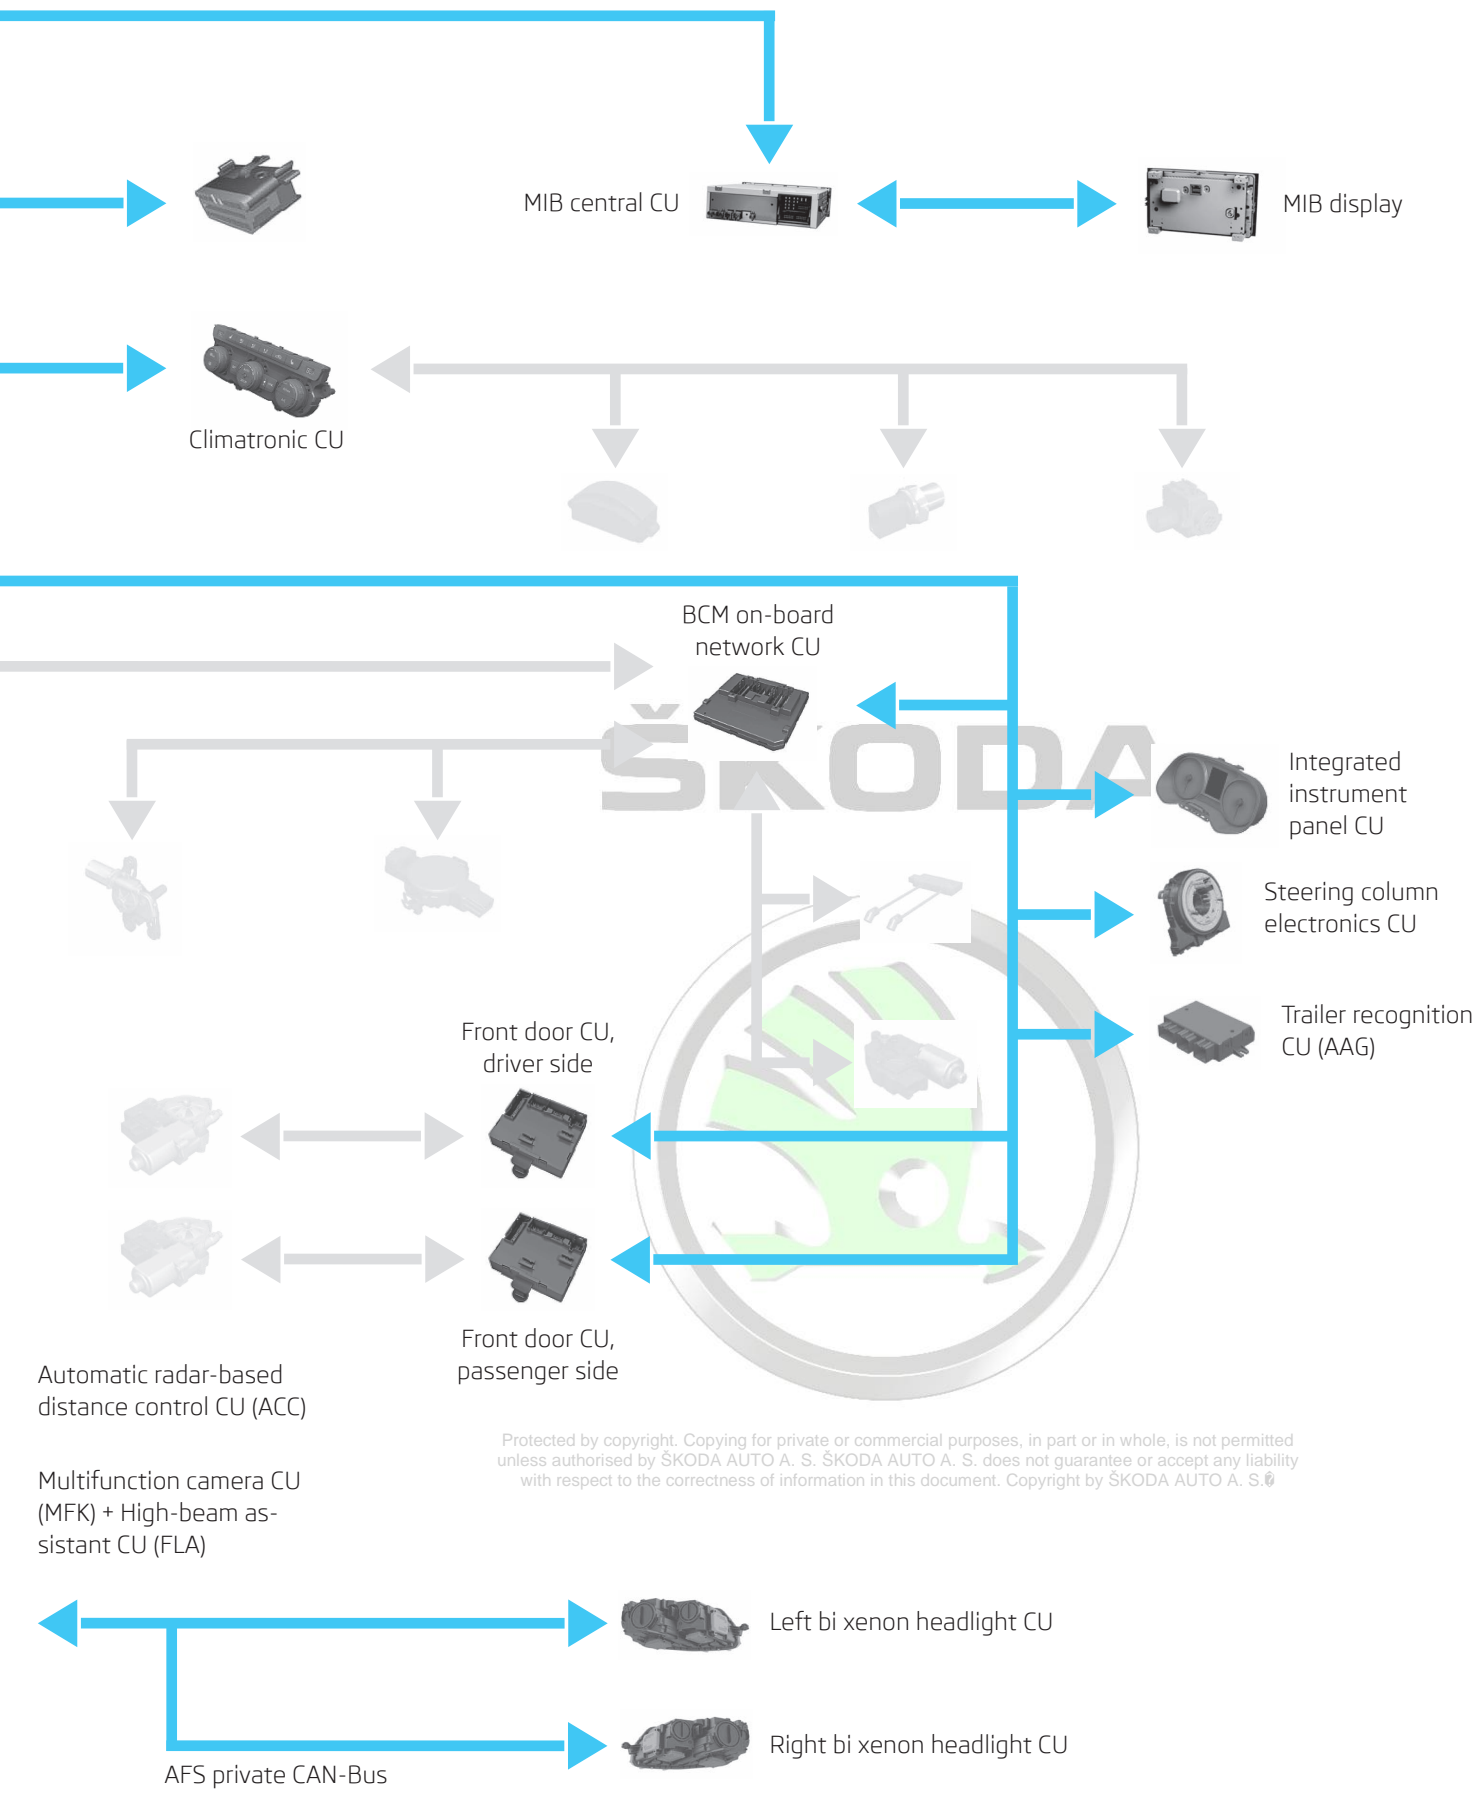 MIB central CU
MIB display
Climatronic CU
BCM on-board
network CU
ŠKODA
Integrated
instrument
panel CU
Steering column
electronics CU
Trailer recognition
CU (AAG)
Front door CU,
driver side
Front door CU,
passenger side
Automatic radar-based
distance control CU (ACC)
Multifunction camera CU
(MFK) + High-beam as-
sistant CU (FLA)
Protected by copyright. Copying for private or commercial purposes, in part or in whole, is not permitted
unless authorised by ŠKODA AUTO A. S. ŠKODA AUTO A. S. does not guarantee or accept any liability
with respect to the correctness of information in this document. Copyright by ŠKODA AUTO A. S.�
Left bi xenon headlight CU
Right bi xenon headlight CU
AFS private CAN-Bus